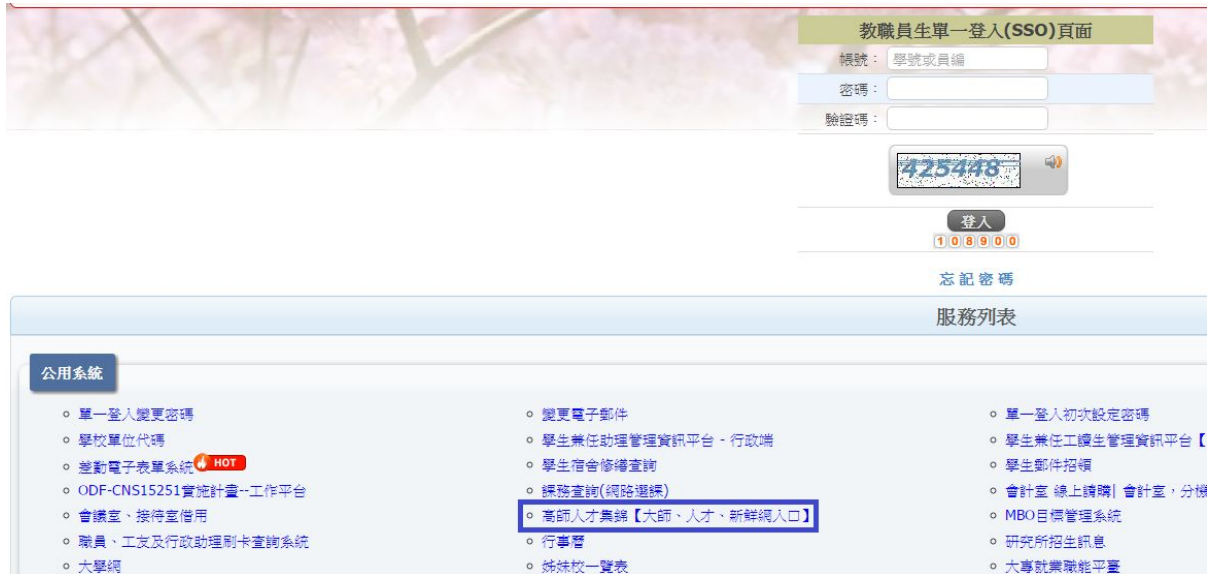 教職員生單一登入(SSO)頁面
帳號： 學號或員編
密碼：
驗證碼：
425448
登入
108900
忘記密碼
服務列表
公用系統
單一登入變更密碼
變更電子郵件
單一登入初次設定密碼
學校單位代碼
學生兼任助理管理資訊平台 - 行政端
學生兼任工讀生管理資訊平台【
差勤電子表單系統 HOT
學生宿舍修繕查詢
學生郵件招領
ODF-CNS15251實施計畫--工作平台
課務查詢(網路選課)
會計室 線上請購| 會計室，分機
會議室、接待室借用
高師人才集錦【大師、人才、新鮮網入口】
MBO目標管理系統
職員、工友及行政助理刷卡查詢系統
行事曆
研究所招生訊息
大學網
姊妹校一覽表
大專就業職能平臺